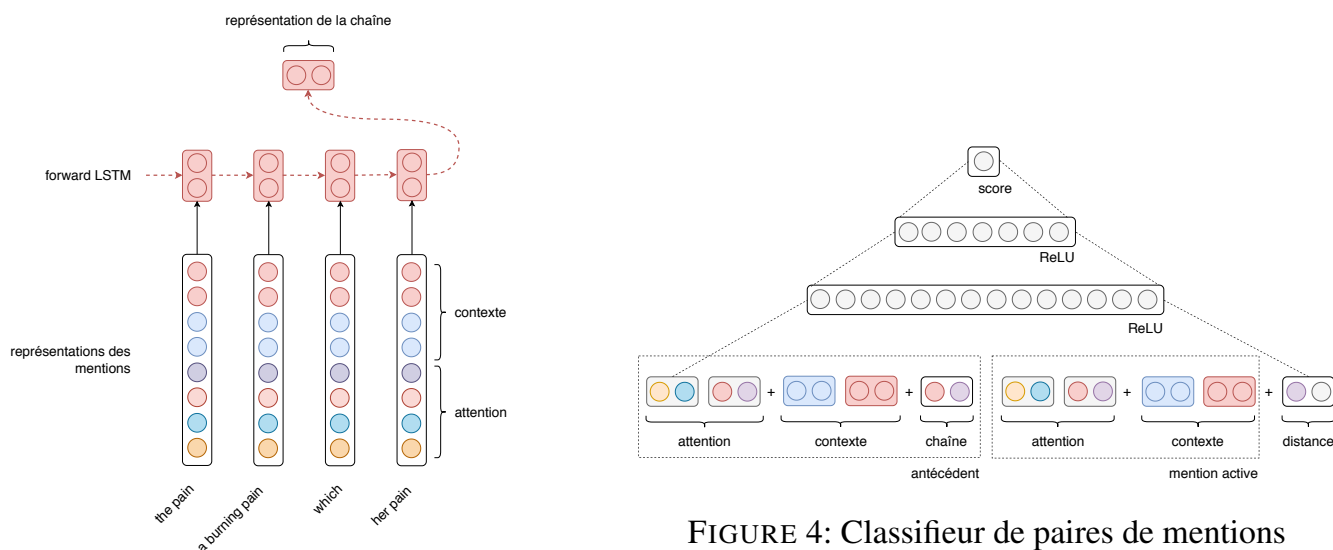 représentation de la chaîne
forward LSTM
représentations des
mentions
contexte
attention
the pain
a burning pain
which
her pain
score
ReLU
ReLU
+
+
+
+
attention
contexte
chaîne
attention
contexte
distance
antécédent
mention active
FIGURE 4: Classifieur de paires de mentions